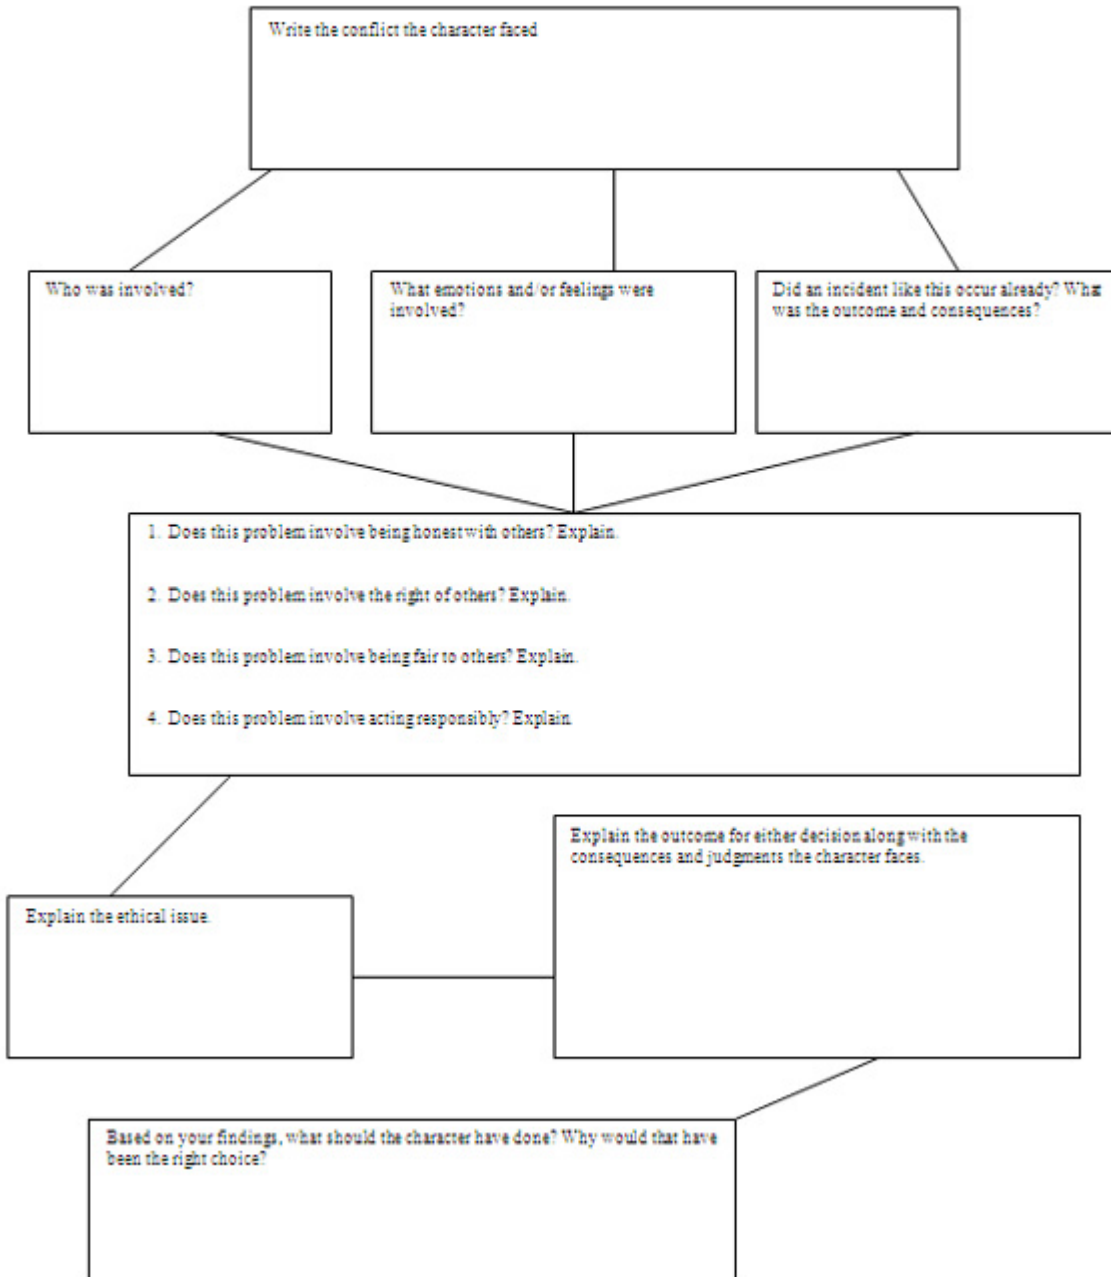 Write the conflict the character faced
Who was involved?
What emotions and/or feelings were
involved?
Did an incident like this occur already? What
was the outcome and consequences?
1. Does this problem involve being honest with others? Explain.
2. Does this problem involve the right of others? Explain.
3. Does this problem involve being fair to others? Explain.
4. Does this problem involve acting responsibly? Explain
Explain the outcome for either decision along with the
consequences and judgments the character faces.
Explain the ethical issue.
Based on your findings, what should the character have done? Why would that have
been the right choice?